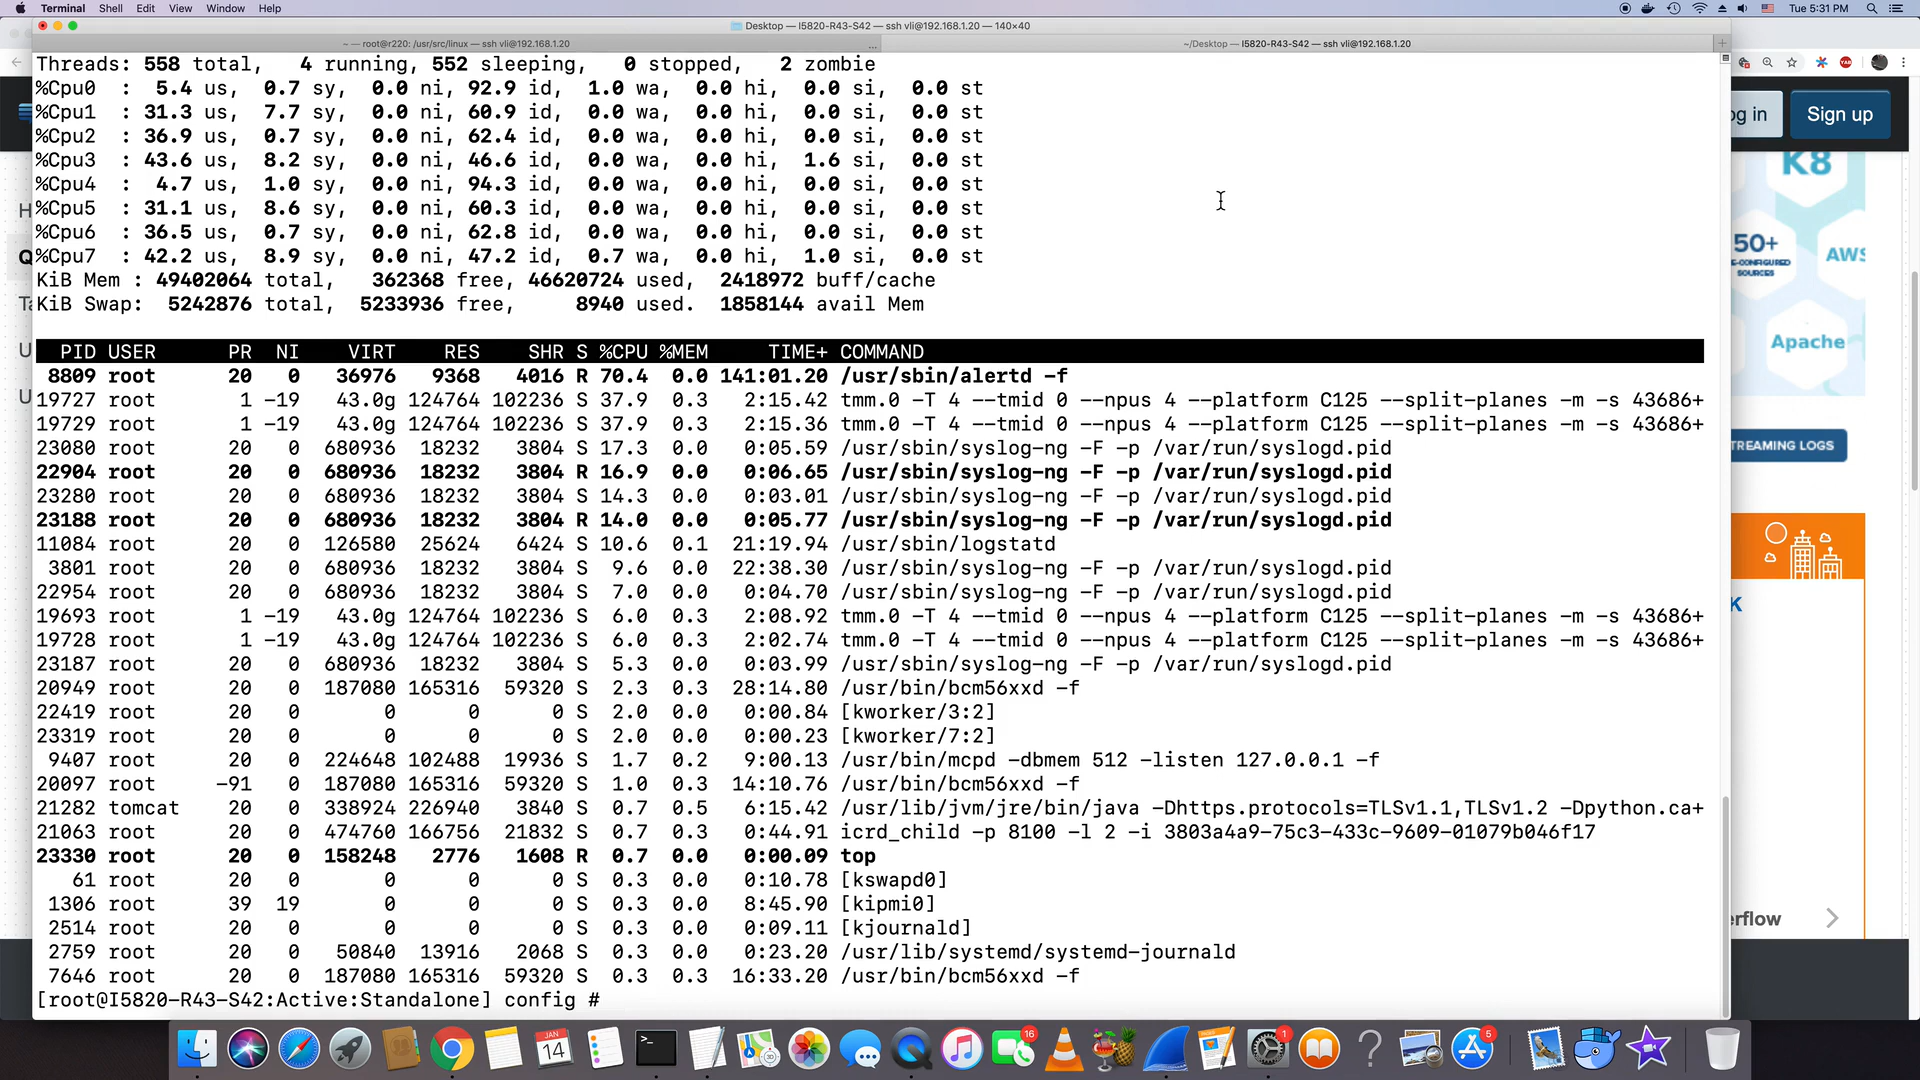 Terminal Shell Edit View Window Help Tue 5:31 PM
Desktop — I5820-R43-S42 — ssh vli@192.168.1.20 — 140×40
~ — root@r220: /usr/src/linux — ssh vli@192.168.1.20 ... ~/Desktop — I5820-R43-S42 — ssh vli@192.168.1.20 +
Threads: 558 total, 4 running, 552 sleeping, 0 stopped, 2 zombie
%Cpu0 : 5.4 us, 0.7 sy, 0.0 ni, 92.9 id, 1.0 wa, 0.0 hi, 0.0 si, 0.0 st
%Cpu1 : 31.3 us, 7.7 sy, 0.0 ni, 60.9 id, 0.0 wa, 0.0 hi, 0.0 si, 0.0 st
%Cpu2 : 36.9 us, 0.7 sy, 0.0 ni, 62.4 id, 0.0 wa, 0.0 hi, 0.0 si, 0.0 st
%Cpu3 : 43.6 us, 8.2 sy, 0.0 ni, 46.6 id, 0.0 wa, 0.0 hi, 1.6 si, 0.0 st
%Cpu4 : 4.7 us, 1.0 sy, 0.0 ni, 94.3 id, 0.0 wa, 0.0 hi, 0.0 si, 0.0 st
%Cpu5 : 31.1 us, 8.6 sy, 0.0 ni, 60.3 id, 0.0 wa, 0.0 hi, 0.0 si, 0.0 st
%Cpu6 : 36.5 us, 0.7 sy, 0.0 ni, 62.8 id, 0.0 wa, 0.0 hi, 0.0 si, 0.0 st
%Cpu7 : 42.2 us, 8.9 sy, 0.0 ni, 47.2 id, 0.7 wa, 0.0 hi, 1.0 si, 0.0 st
KiB Mem : 49402064 total, 362368 free, 46620724 used, 2418972 buff/cache
KiB Swap: 5242876 total, 5233936 free, 8940 used. 1858144 avail Mem
PID USER PR NI VIRT RES SHR S %CPU %MEM TIME+ COMMAND
8809 root 20 0 36976 9368 4016 R 70.4 0.0 141:01.20 /usr/sbin/alertd -f
19727 root 1 -19 43.0g 124764 102236 S 37.9 0.3 2:15.42 tmm.0 -T 4 --tmid 0 --npus 4 --platform C125 --split-planes -m -s 43686+
19729 root 1 -19 43.0g 124764 102236 S 37.9 0.3 2:15.36 tmm.0 -T 4 --tmid 0 --npus 4 --platform C125 --split-planes -m -s 43686+
23080 root 20 0 680936 18232 3804 S 17.3 0.0 0:05.59 /usr/sbin/syslog-ng -F -p /var/run/syslogd.pid
22904 root 20 0 680936 18232 3804 R 16.9 0.0 0:06.65 /usr/sbin/syslog-ng -F -p /var/run/syslogd.pid
23280 root 20 0 680936 18232 3804 S 14.3 0.0 0:03.01 /usr/sbin/syslog-ng -F -p /var/run/syslogd.pid
23188 root 20 0 680936 18232 3804 R 14.0 0.0 0:05.77 /usr/sbin/syslog-ng -F -p /var/run/syslogd.pid
11084 root 20 0 126580 25624 6424 S 10.6 0.1 21:19.94 /usr/sbin/logstatd
3801 root 20 0 680936 18232 3804 S 9.6 0.0 22:38.30 /usr/sbin/syslog-ng -F -p /var/run/syslogd.pid
22954 root 20 0 680936 18232 3804 S 7.0 0.0 0:04.70 /usr/sbin/syslog-ng -F -p /var/run/syslogd.pid
19693 root 1 -19 43.0g 124764 102236 S 6.0 0.3 2:08.92 tmm.0 -T 4 --tmid 0 --npus 4 --platform C125 --split-planes -m -s 43686+
19728 root 1 -19 43.0g 124764 102236 S 6.0 0.3 2:02.74 tmm.0 -T 4 --tmid 0 --npus 4 --platform C125 --split-planes -m -s 43686+
23187 root 20 0 680936 18232 3804 S 5.3 0.0 0:03.99 /usr/sbin/syslog-ng -F -p /var/run/syslogd.pid
20949 root 20 0 187080 165316 59320 S 2.3 0.3 28:14.80 /usr/bin/bcm56xxd -f
22419 root 20 0 0 0 0 S 2.0 0.0 0:00.84 [kworker/3:2]
23319 root 20 0 0 0 0 S 2.0 0.0 0:00.23 [kworker/7:2]
9407 root 20 0 224648 102488 19936 S 1.7 0.2 9:00.13 /usr/bin/mcpd -dbmem 512 -listen 127.0.0.1 -f
20097 root -91 0 187080 165316 59320 S 1.0 0.3 14:10.76 /usr/bin/bcm56xxd -f
21282 tomcat 20 0 338924 226940 3840 S 0.7 0.5 6:15.42 /usr/lib/jvm/jre/bin/java -Dhttps.protocols=TLSv1.1,TLSv1.2 -Dpython.ca+
21063 root 20 0 474760 166756 21832 S 0.7 0.3 0:44.91 icrd_child -p 8100 -l 2 -i 3803a4a9-75c3-433c-9609-01079b046f17
23330 root 20 0 158248 2776 1608 R 0.7 0.0 0:00.09 top
61 root 20 0 0 0 0 S 0.3 0.0 0:10.78 [kswapd0]
1306 root 39 19 0 0 0 S 0.3 0.0 8:45.90 [kipmi0]
2514 root 20 0 0 0 0 S 0.3 0.0 0:09.11 [kjournald]
2759 root 20 0 50840 13916 2068 S 0.3 0.0 0:23.20 /usr/lib/systemd/systemd-journald
7646 root 20 0 187080 165316 59320 S 0.3 0.3 16:33.20 /usr/bin/bcm56xxd -f
[root@I5820-R43-S42:Active:Standalone] config #
og in Sign up
K8
50+
E-CONFIGURED
SOURCES
AWS
Apache
TREAMING LOGS
K
erflow
JAN
14
16
1
5